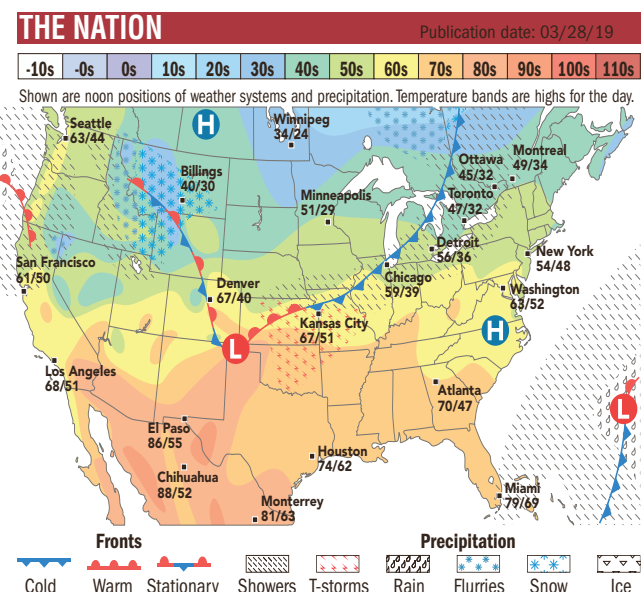 THE NATION
Publication date: 03/28/19
-10s -0s 0s 10s 20s 30s 40s 50s 60s 70s 80s 90s 100s 110s
Shown are noon positions of weather systems and precipitation. Temperature bands are highs for the day.
H
Winnipeg
34/24
Seattle
63/44
Montreal
49/34
Ottawa
45/32
Billings
40/30
Minneapolis
51/29
Toronto
47/32
Detroit
56/36
New York
54/48
San Francisco
61/50
Denver
67/40
Chicago
59/39
Washington
63/52
Kansas City
67/51
H
L
Los Angeles
68/51
Atlanta
70/47
L
El Paso
86/55
Houston
74/62
Chihuahua
88/52
Miami
79/69
Monterrey
81/63
Fronts
Precipitation
Cold Warm Stationary Showers T-storms Rain Flurries Snow Ice